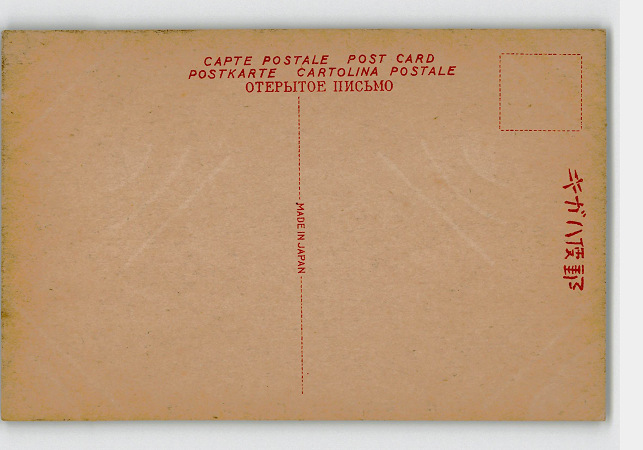 CAPTE POSTALE POST CARD
POSTKARTE CARTOLINA POSTALE
ОТЕРЫТОЕ ПИСЬМО
MADE IN JAPAN
キガハ便郵